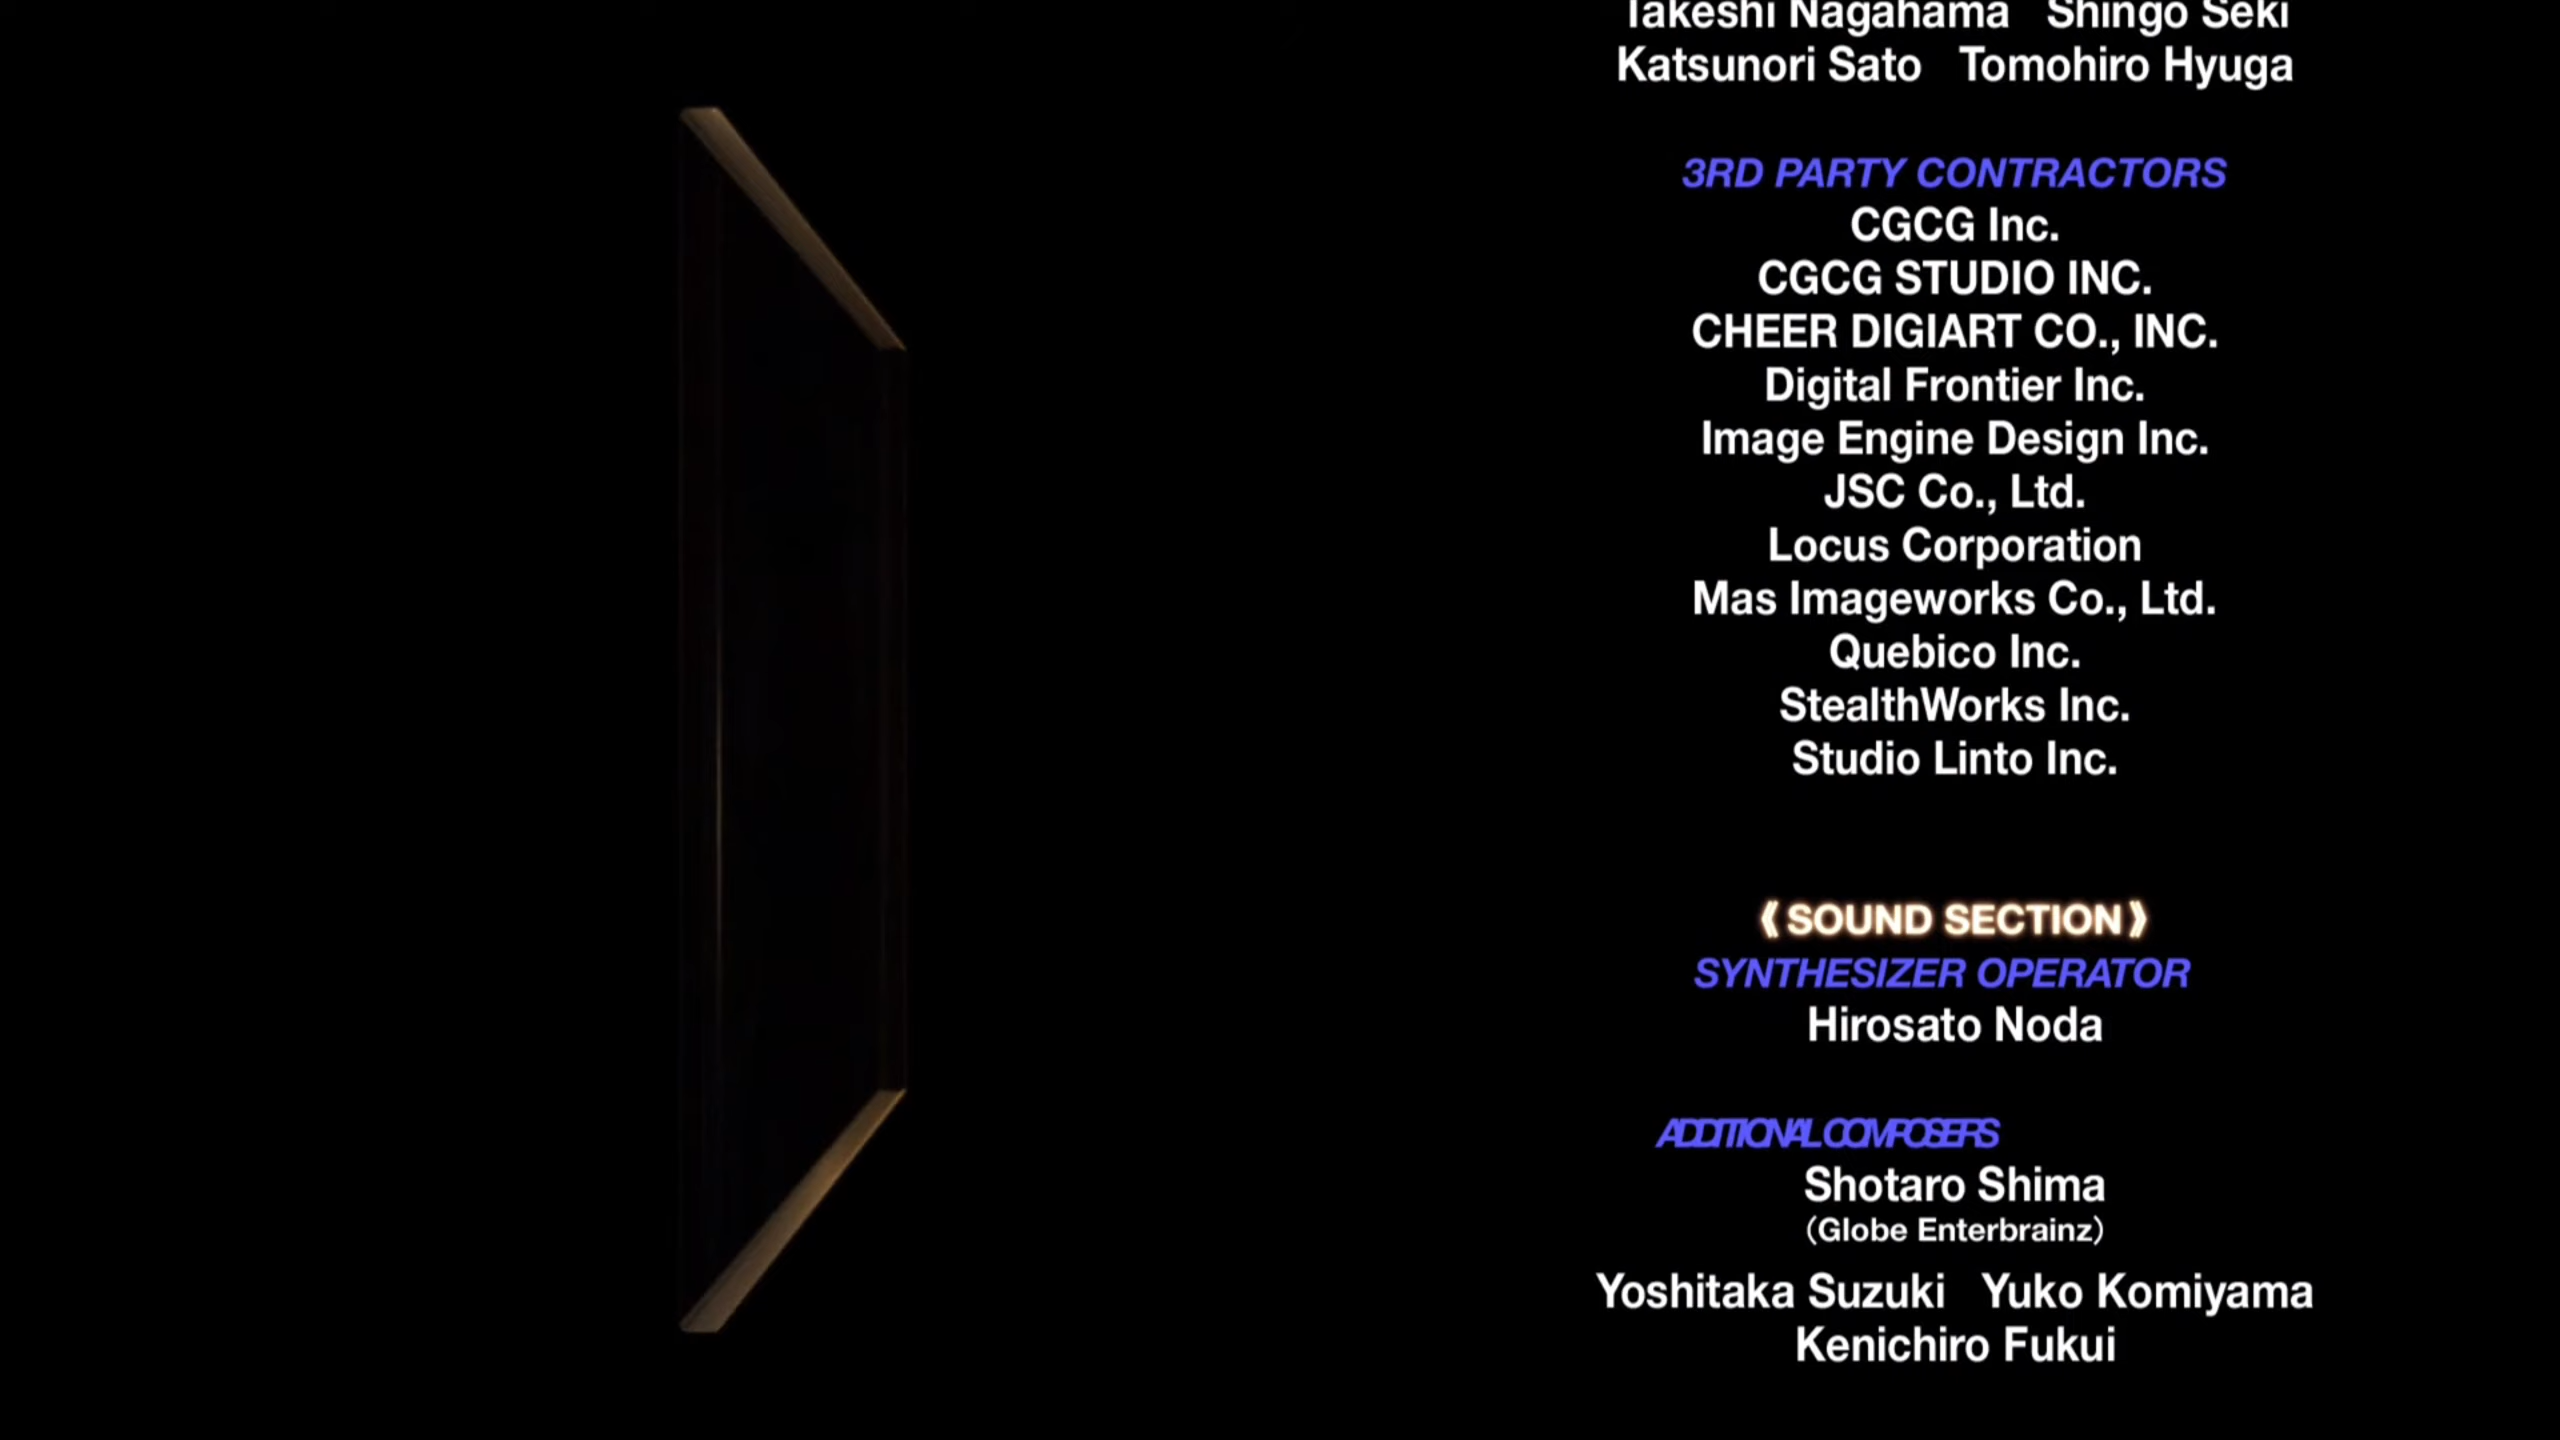 Takeshi Nagahama Shingo Seki
Katsunori Sato Tomohiro Hyuga
3RD PARTY CONTRACTORS
CGCG Inc.
CGCG STUDIO INC.
CHEER DIGIART CO., INC.
Digital Frontier Inc.
Image Engine Design Inc.
JSC Co., Ltd.
Locus Corporation
Mas Imageworks Co., Ltd.
Quebico Inc.
StealthWorks Inc.
Studio Linto Inc.
《SOUND SECTION》
SYNTHESIZER OPERATOR
Hirosato Noda
ADDITIONAL COMPOSERS
Shotaro Shima
(Globe Enterbrainz)
Yoshitaka Suzuki Yuko Komiyama
Kenichiro Fukui